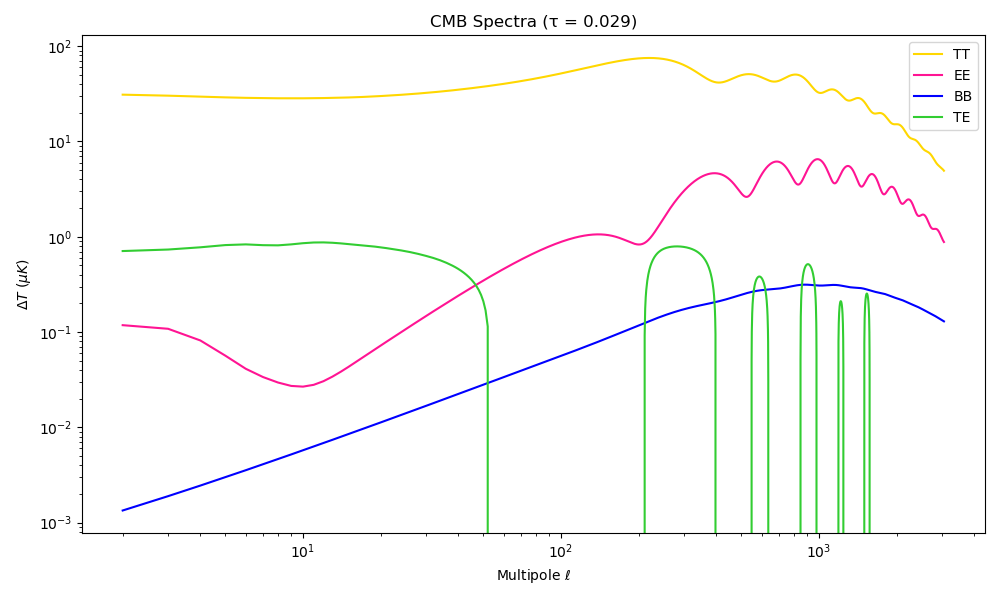 CMB Spectra (τ = 0.029)
ΔT (μK)
10²
10¹
10⁰
10⁻¹
10⁻²
10⁻³
TT
EE
BB
TE
10¹
10²
10³
Multipole ℓ